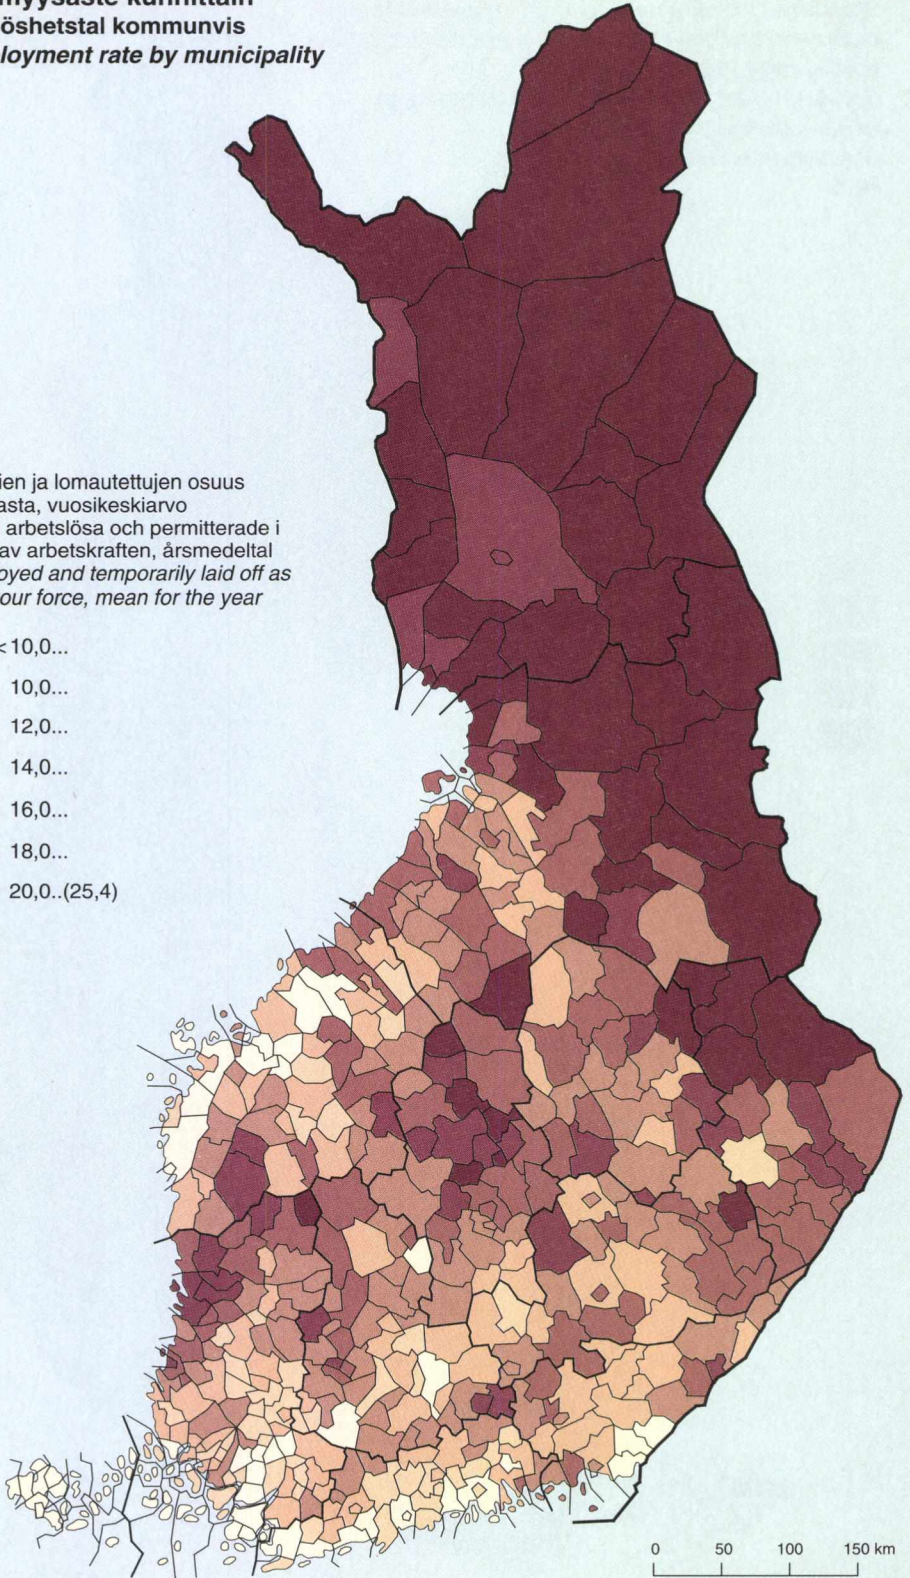 myysaste kunnittain
öshetstal kommunvis
loyment rate by municipality
ien ja lomautettujen osuus
asta, vuosikeskiarvo
arbetslösa och permitterade i
av arbetskraften, årsmedeltal
oyed and temporarily laid off as
our force, mean for the year
<10,0...
10,0...
12,0...
14,0...
16,0...
18,0...
20,0..(25,4)
0 50 100 150 km